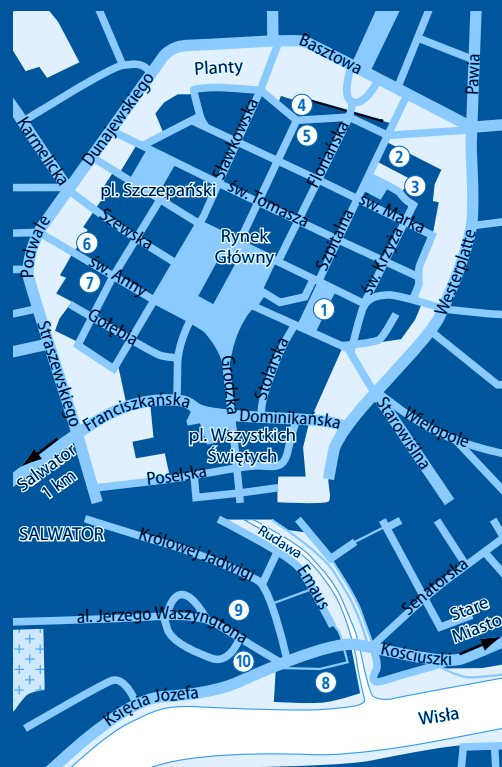 Basztowa
Planty
Pawia
Dunajewskiego
4
Sławkowska
5
Floriańska
Karmelicka
2
pl. Szczepański
3
św. Tomasza
św. Marka
Szewska
Podwale
Rynek
Główny
Szpitalna
św. Krzyża
6
Westerplatte
św. Anny
7
1
Gołębia
Straszewskiego
Grodzka
Stolarska
Franciszkańska
Dominikańska
Starowiślna
Wielopole
pl. Wszystkich
Świętych
Salwator
1 km
Poselska
SALWATOR
Królowej Jadwigi
Rudawa
Emaus
Senatorska
9
al. Jerzego Waszyngtona
Stare
Miasto
10
Kościuszki
8
Księcia Józefa
Wisła